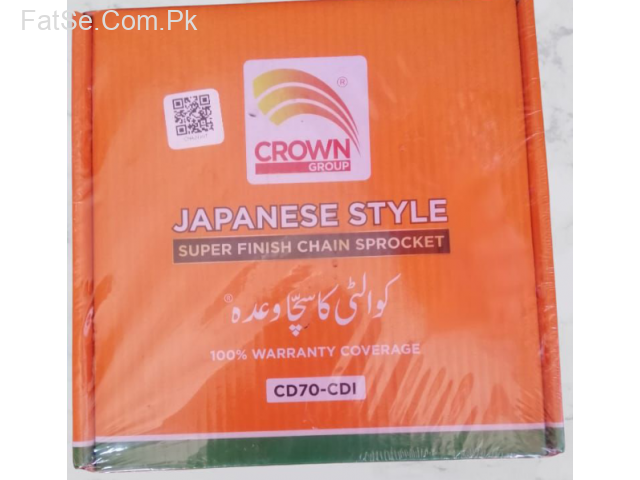 FatSe.Com.Pk
®
CROWN
GROUP
JAPANESE STYLE
SUPER FINISH CHAIN SPROCKET
کوالٹی کا سچّا وعدہ®
100% WARRANTY COVERAGE
CD70-CDI